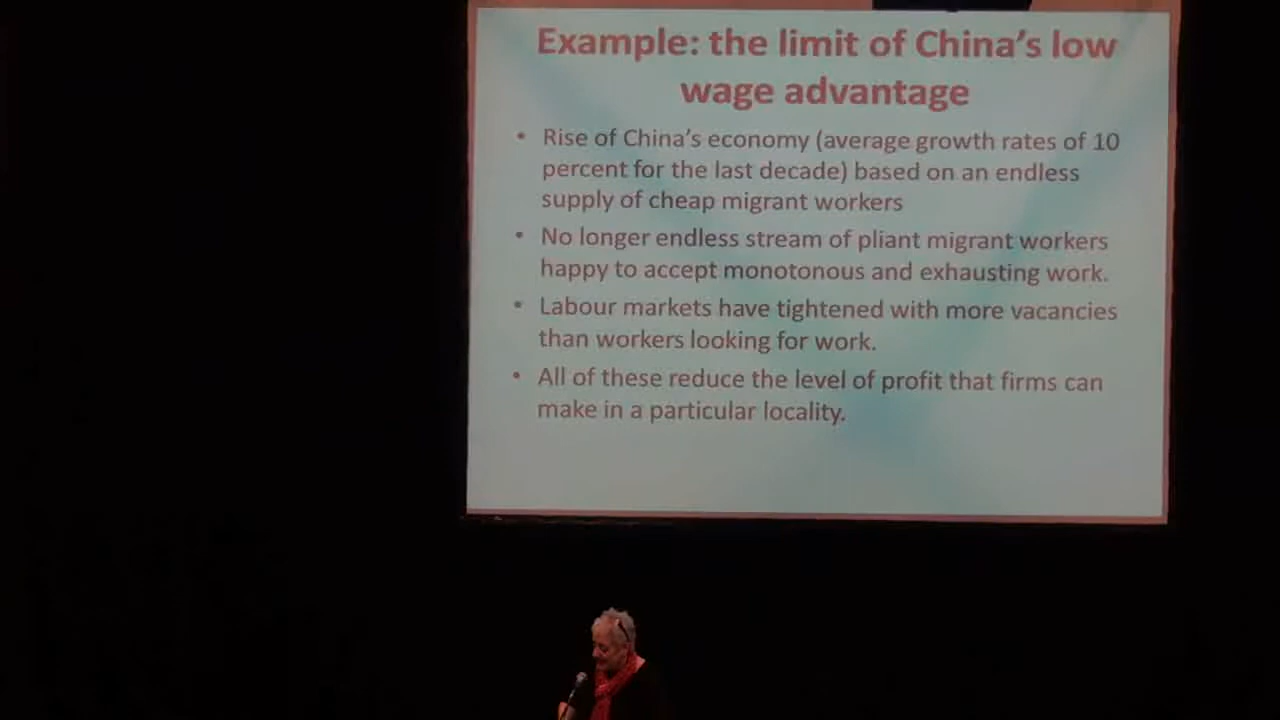 Example: the limit of China's low
wage advantage
• Rise of China's economy (average growth rates of 10
percent for the last decade) based on an endless
supply of cheap migrant workers
• No longer endless stream of pliant migrant workers
happy to accept monotonous and exhausting work.
• Labour markets have tightened with more vacancies
than workers looking for work.
• All of these reduce the level of profit that firms can
make in a particular locality.